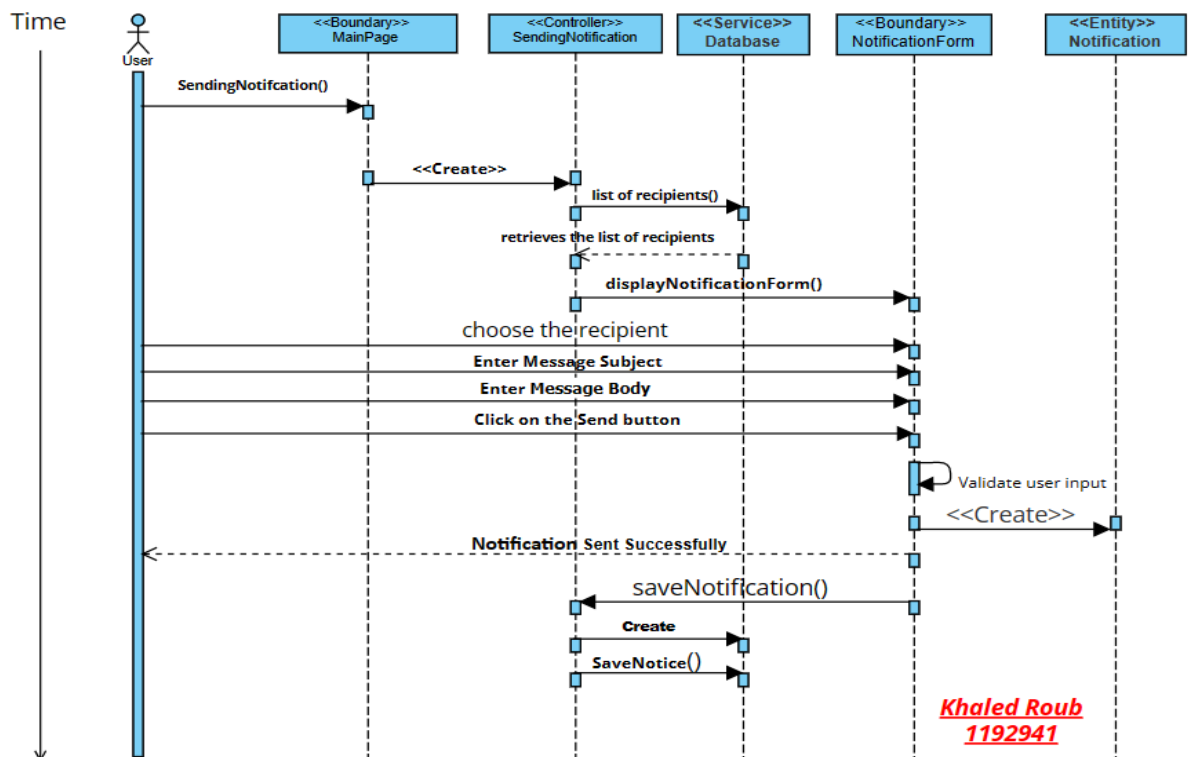 Time
User
<<Boundary>>
MainPage
<<Controller>>
SendingNotification
<<Service>>
Database
<<Boundary>>
NotificationForm
<<Entity>>
Notification
SendingNotifcation()
<<Create>>
list of recipients()
retrieves the list of recipients
displayNotificationForm()
choose the recipient
Enter Message Subject
Enter Message Body
Click on the Send button
Validate user input
<<Create>>
Notification Sent Successfully
saveNotification()
Create
SaveNotice()
Khaled Roub
1192941